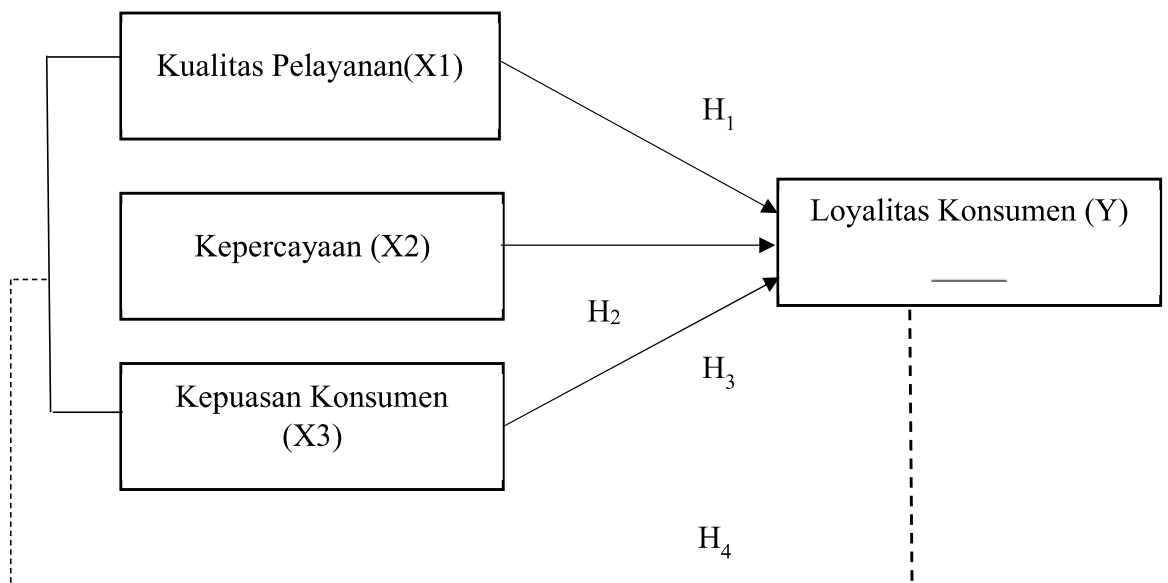 Kualitas Pelayanan(X1)
H1
Loyalitas Konsumen (Y)
Kepercayaan (X2)
H2
H3
Kepuasan Konsumen
(X3)
H4